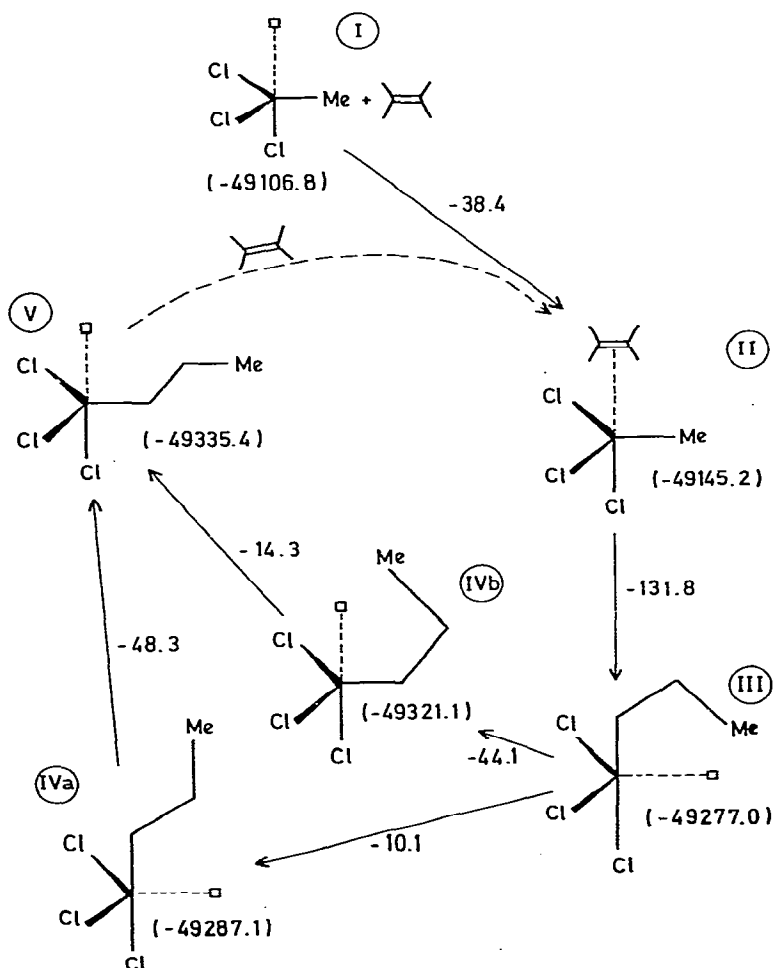 I
Cl
Cl
Me +
Cl
(-49106.8)
-38.4
V
Cl
Me
Cl
Cl
(-49335.4)
II
Cl
Me
Cl
Cl
(-49145.2)
-14.3
-131.8
-48.3
Me
IVb
Cl
Cl
Cl
(-49321.1)
-44.1
III
Cl
Me
Cl
Cl
(-49277.0)
-10.1
Me
IVa
Cl
Cl
Cl
(-49287.1)